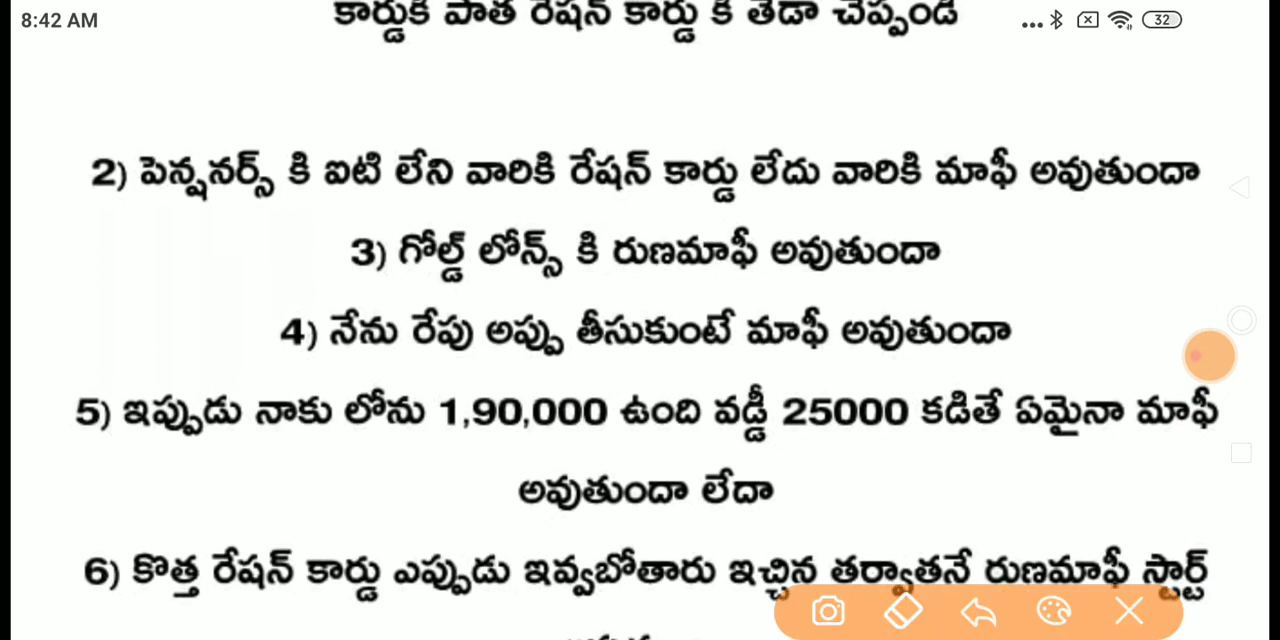 8:42 AM
32
కార్డుకి పాత రేషన్ కార్డు కి తేడా చెప్పండి
2) పెన్షనర్స్ కి ఐటి లేని వారికి రేషన్ కార్డు లేదు వారికి మాఫీ అవుతుందా
3) గోల్డ్ లోన్స్ కి రుణమాఫీ అవుతుందా
4) నేను రేపు అప్పు తీసుకుంటే మాఫీ అవుతుందా
5) ఇప్పుడు నాకు లోను 1,90,000 ఉంది వడ్డీ 25000 కడితే ఏమైనా మాఫీ
అవుతుందా లేదా
6) కొత్త రేషన్ కార్డు ఎప్పుడు ఇవ్వబోతారు ఇచ్చిన తర్వాతనే రుణమాఫీ స్టార్ట్